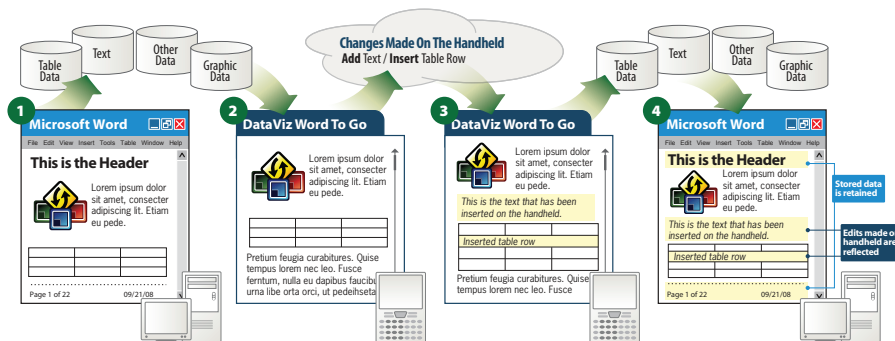 Table
Data
Text
Other
Data
Graphic
Data
Changes Made On The Handheld
Add Text / Insert Table Row
Table
Data
Text
Other
Data
Graphic
Data
1
Microsoft Word
File Edit View Insert Tools Table Window Help
This is the Header
Lorem ipsum dolor
sit amet, consecter
adipiscing lit. Etiam
eu pede.
Page 1 of 22 09/21/08
2
DataViz Word To Go
Lorem ipsum dolor
sit amet, consecter
adipiscing lit. Etiam
eu pede.
Pretium feugia curabitures. Quise
tempus lorem nec leo. Fusce
ferntum, nulla eu dapibus faucibu
urna libe orta orci, ut pedeihseta
3
DataViz Word To Go
Lorem ipsum dolor
sit amet, consecter
adipiscing lit. Etiam
eu pede.
This is the text that has been
inserted on the handheld.
Inserted table row
Pretium feugia curabitures. Quise
tempus lorem nec leo. Fusce
4
Microsoft Word
File Edit View Insert Tools Table Window Help
This is the Header
Lorem ipsum dolor
sit amet, consecter
adipiscing lit. Etiam
eu pede.
This is the text that has been
inserted on the handheld.
Inserted table row
Page 1 of 22 09/21/08
Stored data
is retained
Edits made o
handheld are
reflected